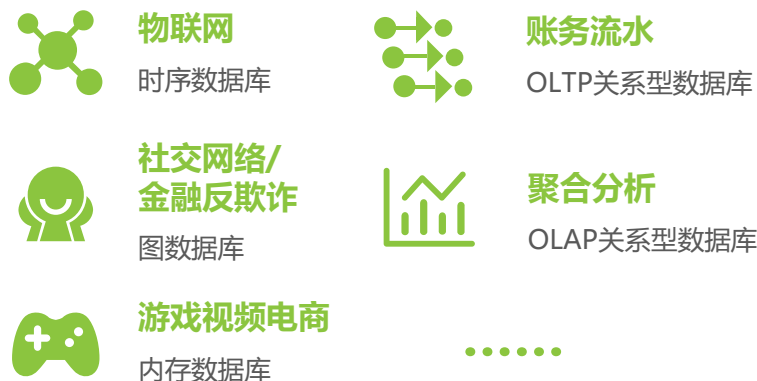 物联网
时序数据库
账务流水
OLTP关系型数据库
社交网络/
金融反欺诈
图数据库
聚合分析
OLAP关系型数据库
游戏视频电商
内存数据库
······